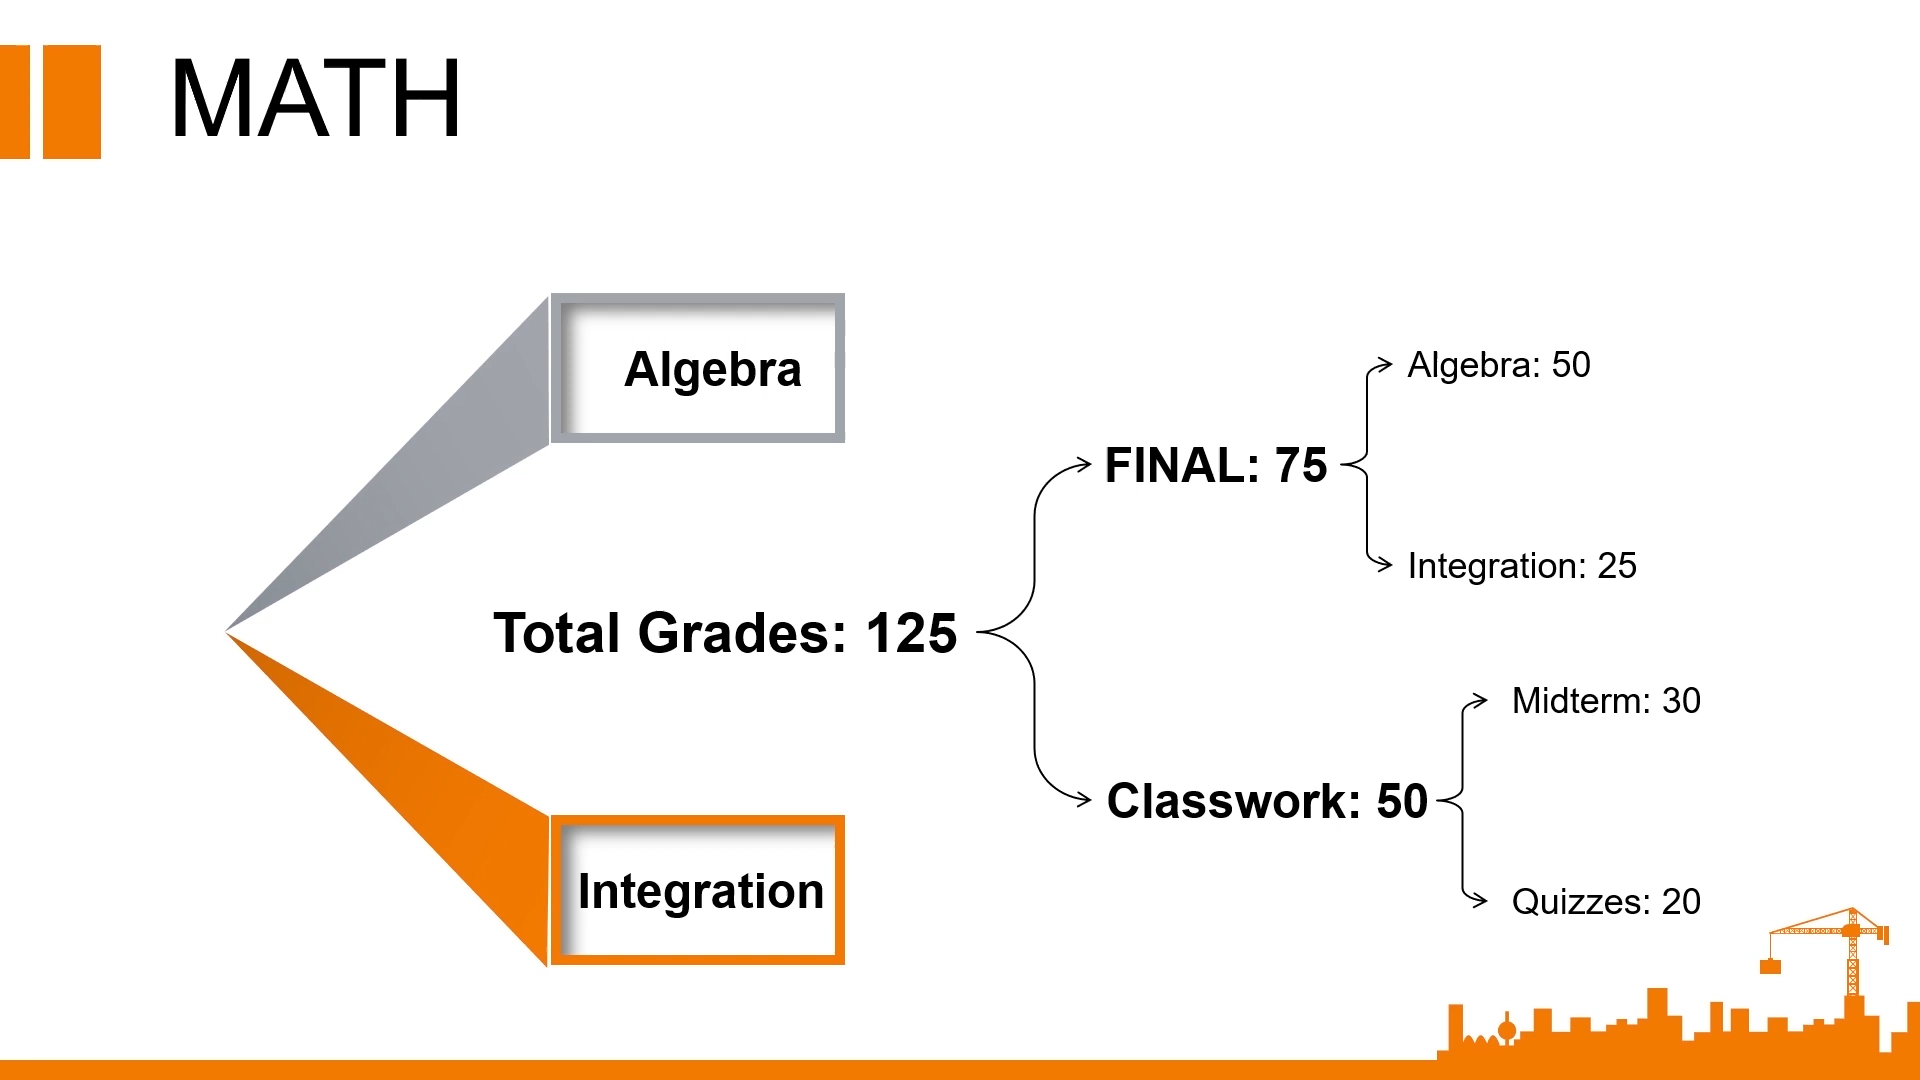 MATH
Algebra
Algebra: 50
FINAL: 75
Integration: 25
Total Grades: 125
Midterm: 30
Classwork: 50
Integration
Quizzes: 20